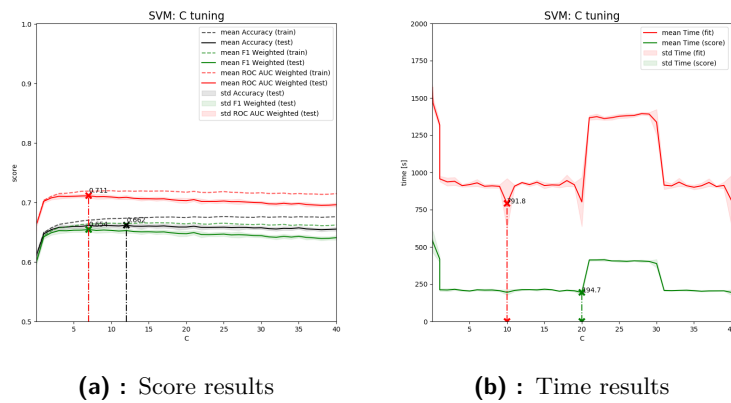 SVM: C tuning
1.0
0.9
0.8
0.7
0.6
0.5
score
5
10
15
20
25
30
35
40
C
mean Accuracy (train)
mean Accuracy (test)
mean F1 Weighted (train)
mean F1 Weighted (test)
mean ROC AUC Weighted (train)
mean ROC AUC Weighted (test)
std Accuracy (test)
std F1 Weighted (test)
std ROC AUC Weighted (test)
0.711
0.662
0.654
(a) : Score results
SVM: C tuning
2000
1750
1500
1250
1000
750
500
250
0
time [s]
0
5
10
15
20
25
30
35
40
C
mean Time (fit)
mean Time (score)
std Time (fit)
std Time (score)
791.8
194.7
(b) : Time results